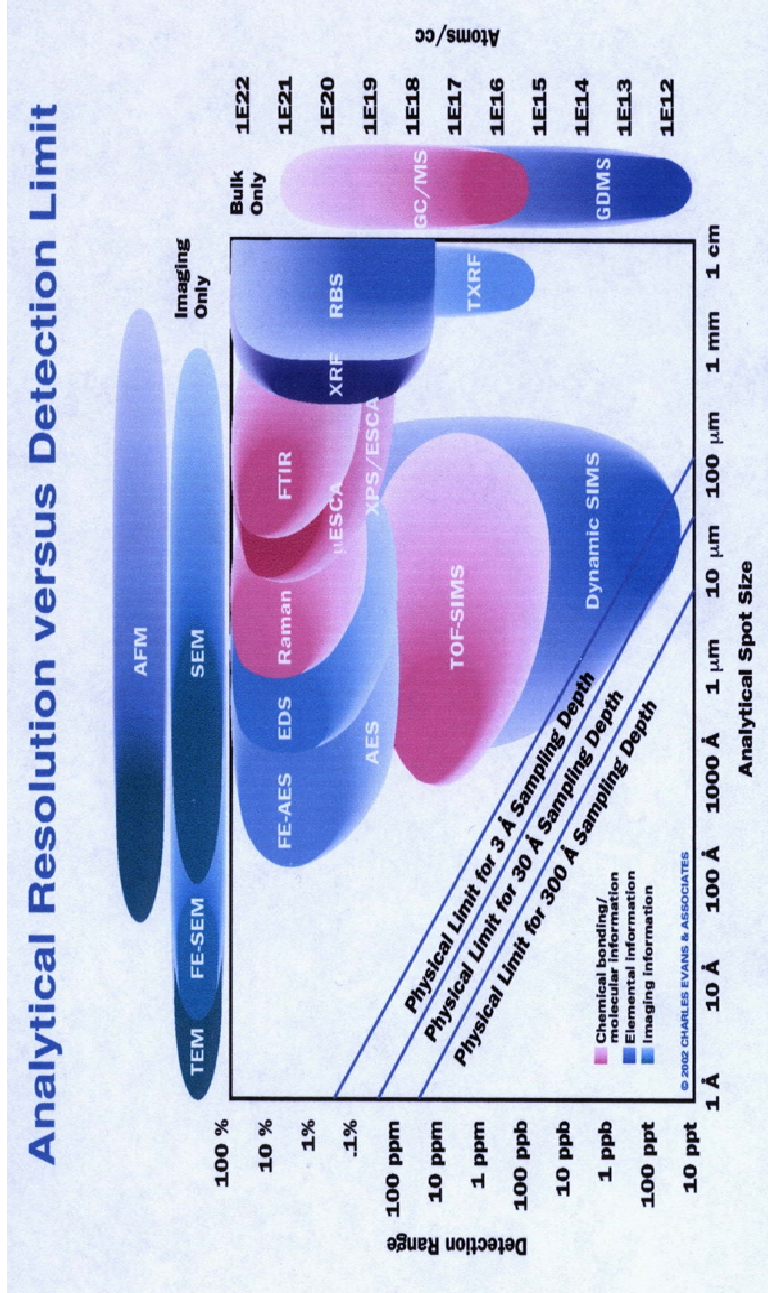 Analytical Resolution versus Detection Limit
AFM
Imaging
Only
TEM
FE-SEM
SEM
Bulk
Only
Detection Range
100 %
10 %
1%
.1%
100 ppm
10 ppm
1 ppm
100 ppb
10 ppb
1 ppb
100 ppt
10 ppt
FE-AES
EDS
Raman
FTIR
AES
µESCA
XPS/ESCA
XRF
RBS
TXRF
TOF-SIMS
Dynamic SIMS
GC/MS
GDMS
Physical Limit for 3 Å Sampling Depth
Physical Limit for 30 Å Sampling Depth
Physical Limit for 300 Å Sampling Depth
Chemical bonding/
molecular information
Elemental information
Imaging information
© 2002 CHARLES EVANS & ASSOCIATES
1 Å
10 Å
100 Å
1000 Å
1 µm
10 µm
100 µm
1 mm
1 cm
Analytical Spot Size
1E22
1E21
1E20
1E19
1E18
1E17
1E16
1E15
1E14
1E13
1E12
Atoms/cc